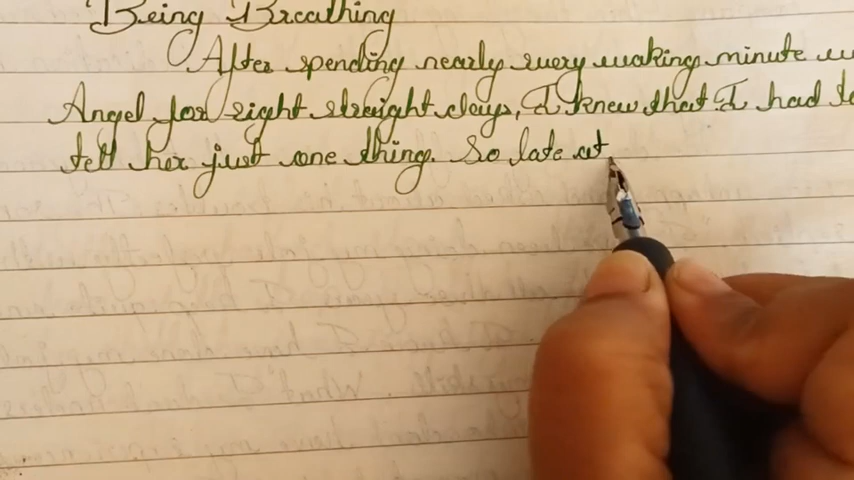 Being Breathing
After spending nearly every waking minute w
Angel for eight straight days, I knew that I had to
tell her just one thing. So late at